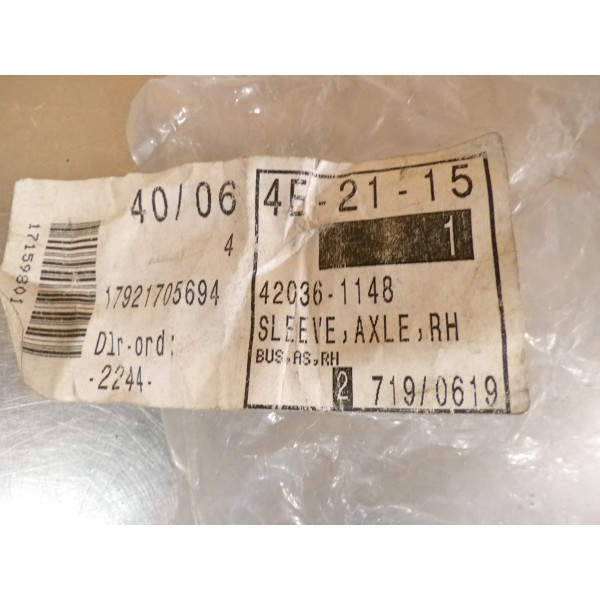 17159801
40/06
4
17921705694
Dlr-ord:
-2244-
4E-21-15
1
42036-1148
SLEEVE,AXLE,RH
BUS,AS,RH
2 719/0619